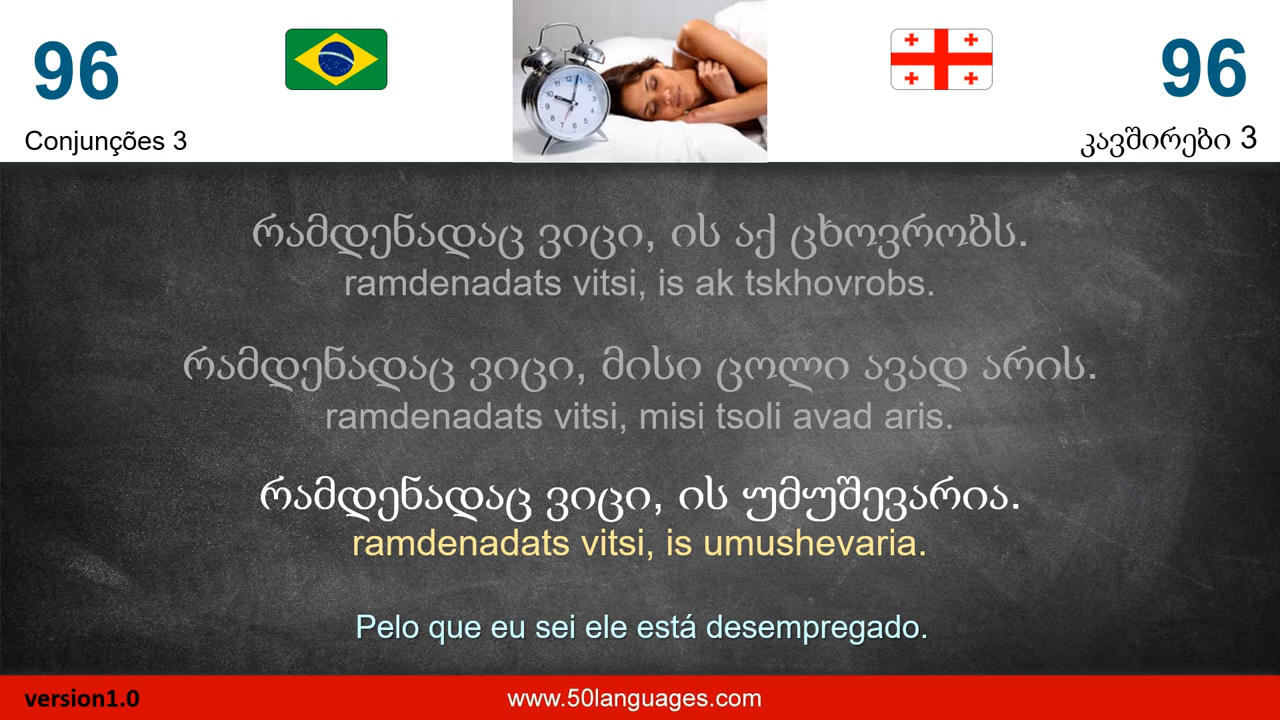 96
96
Conjunções 3
კავშირები 3
რამდენადაც ვიცი, ის აქ ცხოვრობს.
ramdenadats vitsi, is ak tskhovrobs.
რამდენადაც ვიცი, მისი ცოლი ავად არის.
ramdenadats vitsi, misi tsoli avad aris.
რამდენადაც ვიცი, ის უმუშევარია.
ramdenadats vitsi, is umushevaria.
Pelo que eu sei ele está desempregado.
version1.0
www.50languages.com